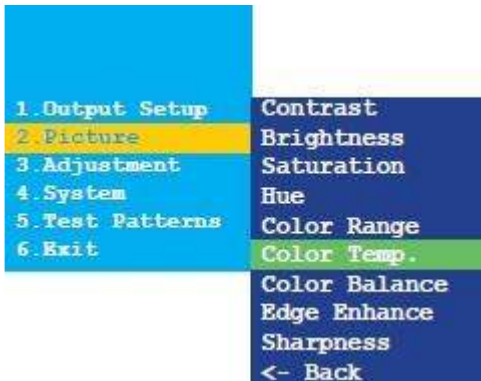 1.Output Setup
2.Picture
3.Adjustment
4.System
5.Test Patterns
6.Exit
Contrast
Brightness
Saturation
Hue
Color Range
Color Temp.
Color Balance
Edge Enhance
Sharpness
<- Back